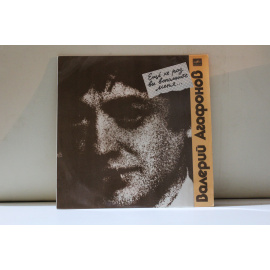 Ещё не раз
вы вспомните
меня...
Валерий Агафонов